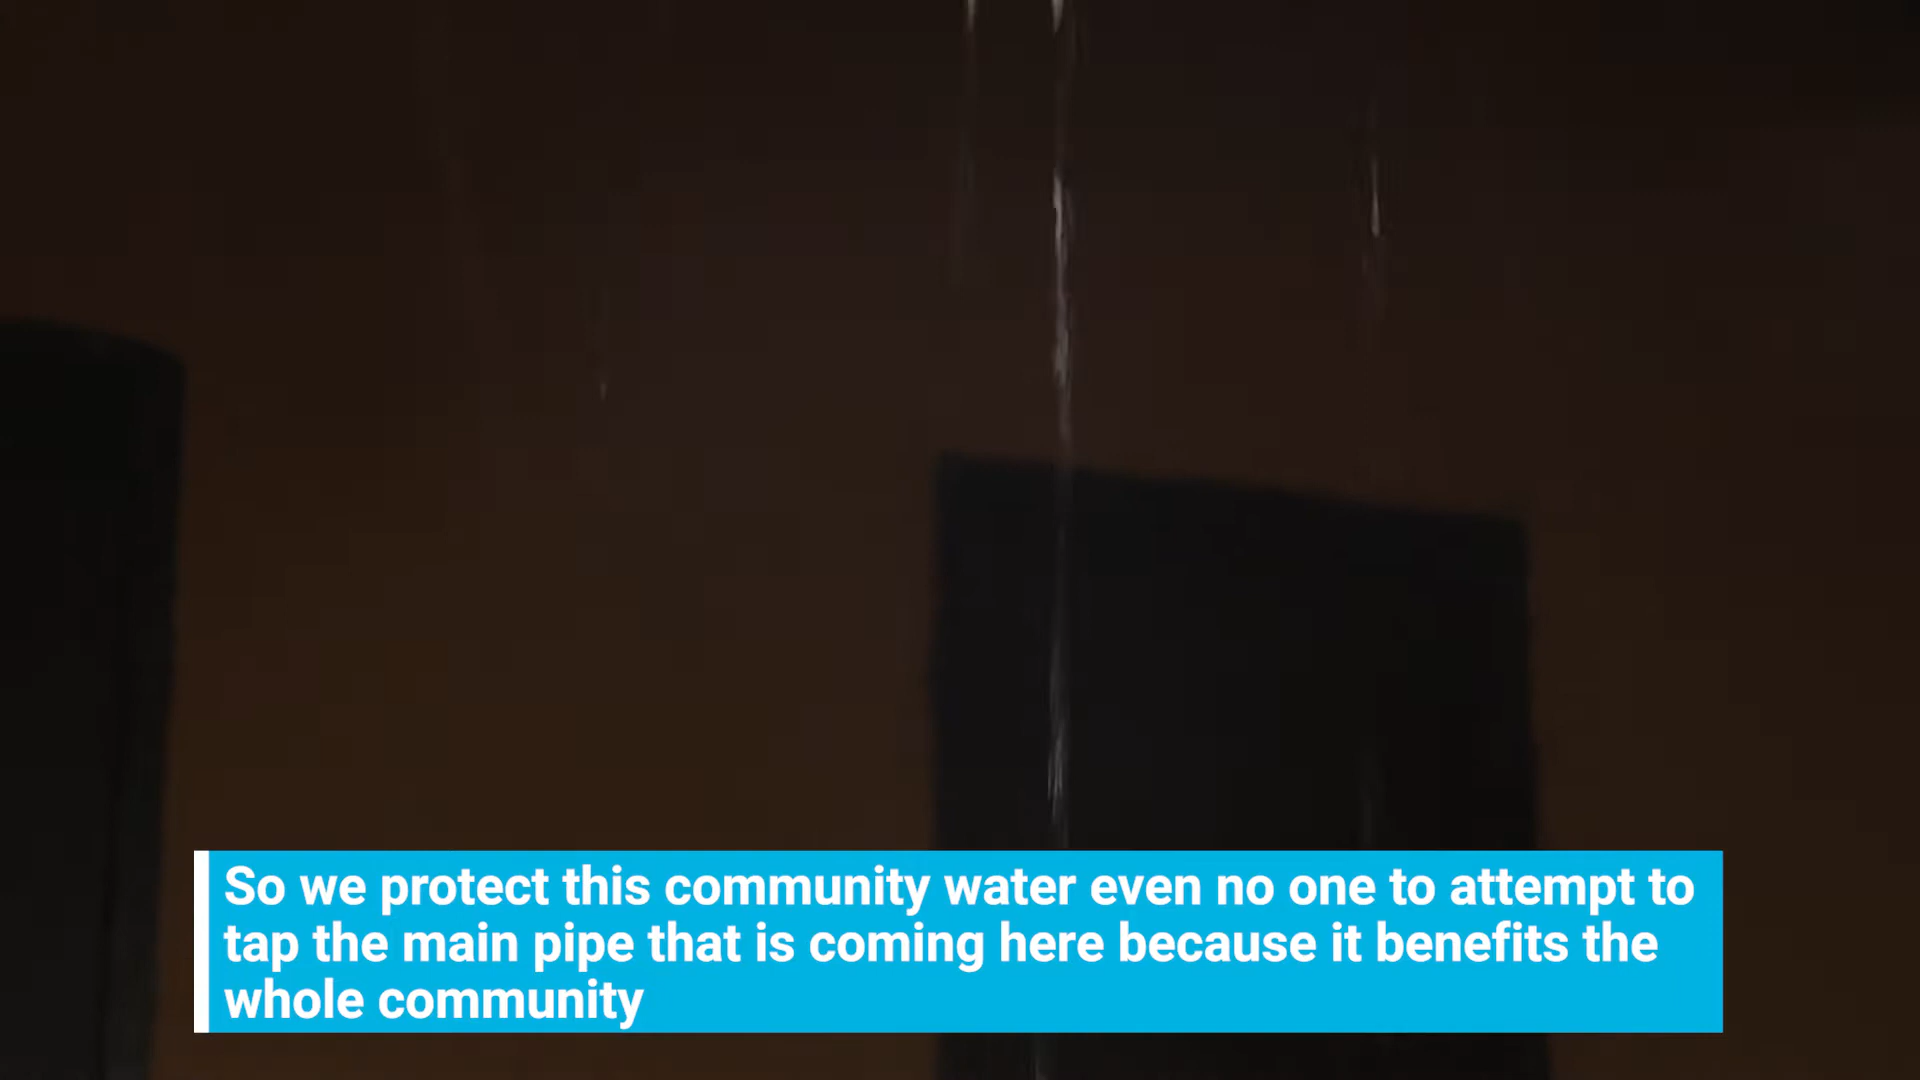 So we protect this community water even no one to attempt to
tap the main pipe that is coming here because it benefits the
whole community